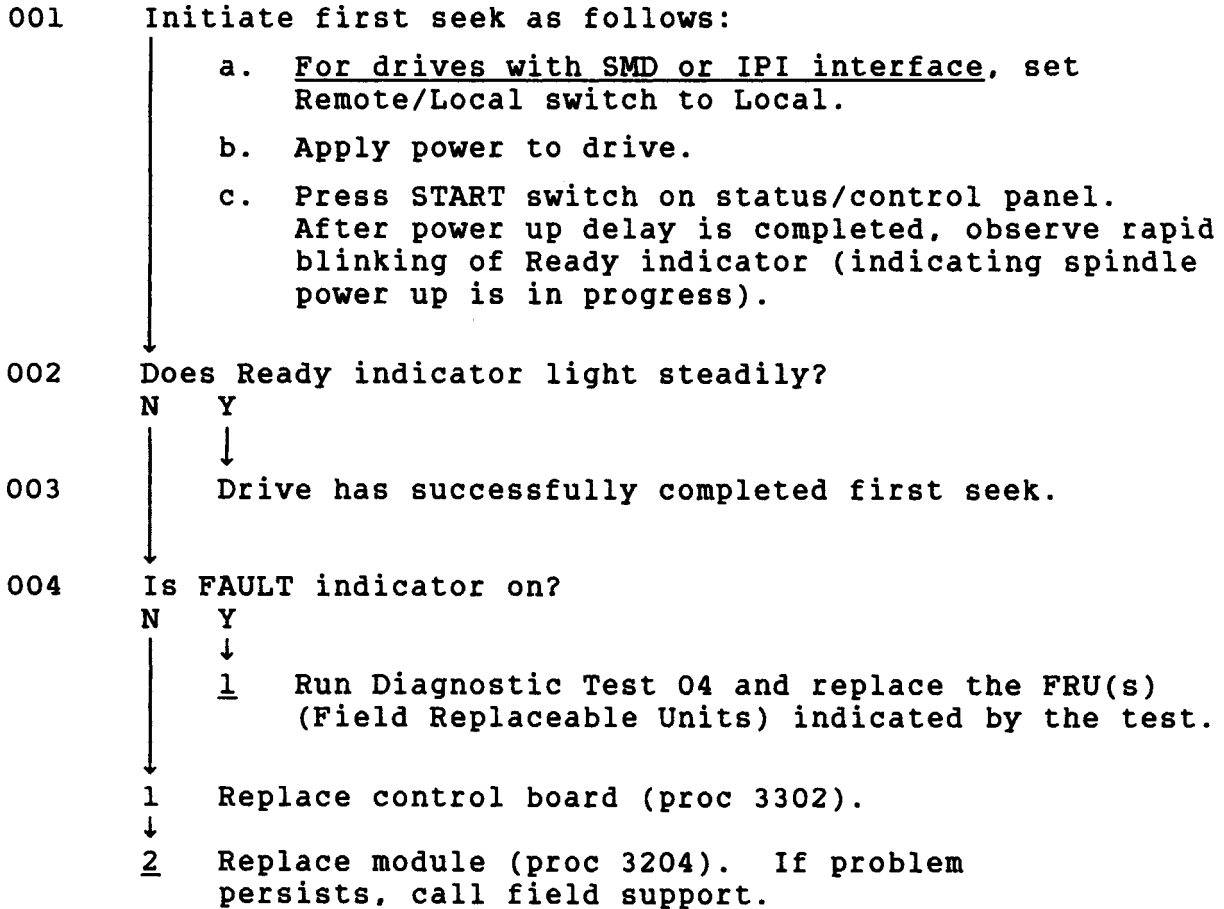 001 Initiate first seek as follows:
a. For drives with SMD or IPI interface, set
Remote/Local switch to Local.
b. Apply power to drive.
c. Press START switch on status/control panel.
After power up delay is completed, observe rapid
blinking of Ready indicator (indicating spindle
power up is in progress).
002 Does Ready indicator light steadily?
N Y
003 Drive has successfully completed first seek.
004 Is FAULT indicator on?
N Y
1 Run Diagnostic Test 04 and replace the FRU(s)
(Field Replaceable Units) indicated by the test.
1 Replace control board (proc 3302).
2 Replace module (proc 3204). If problem
persists, call field support.